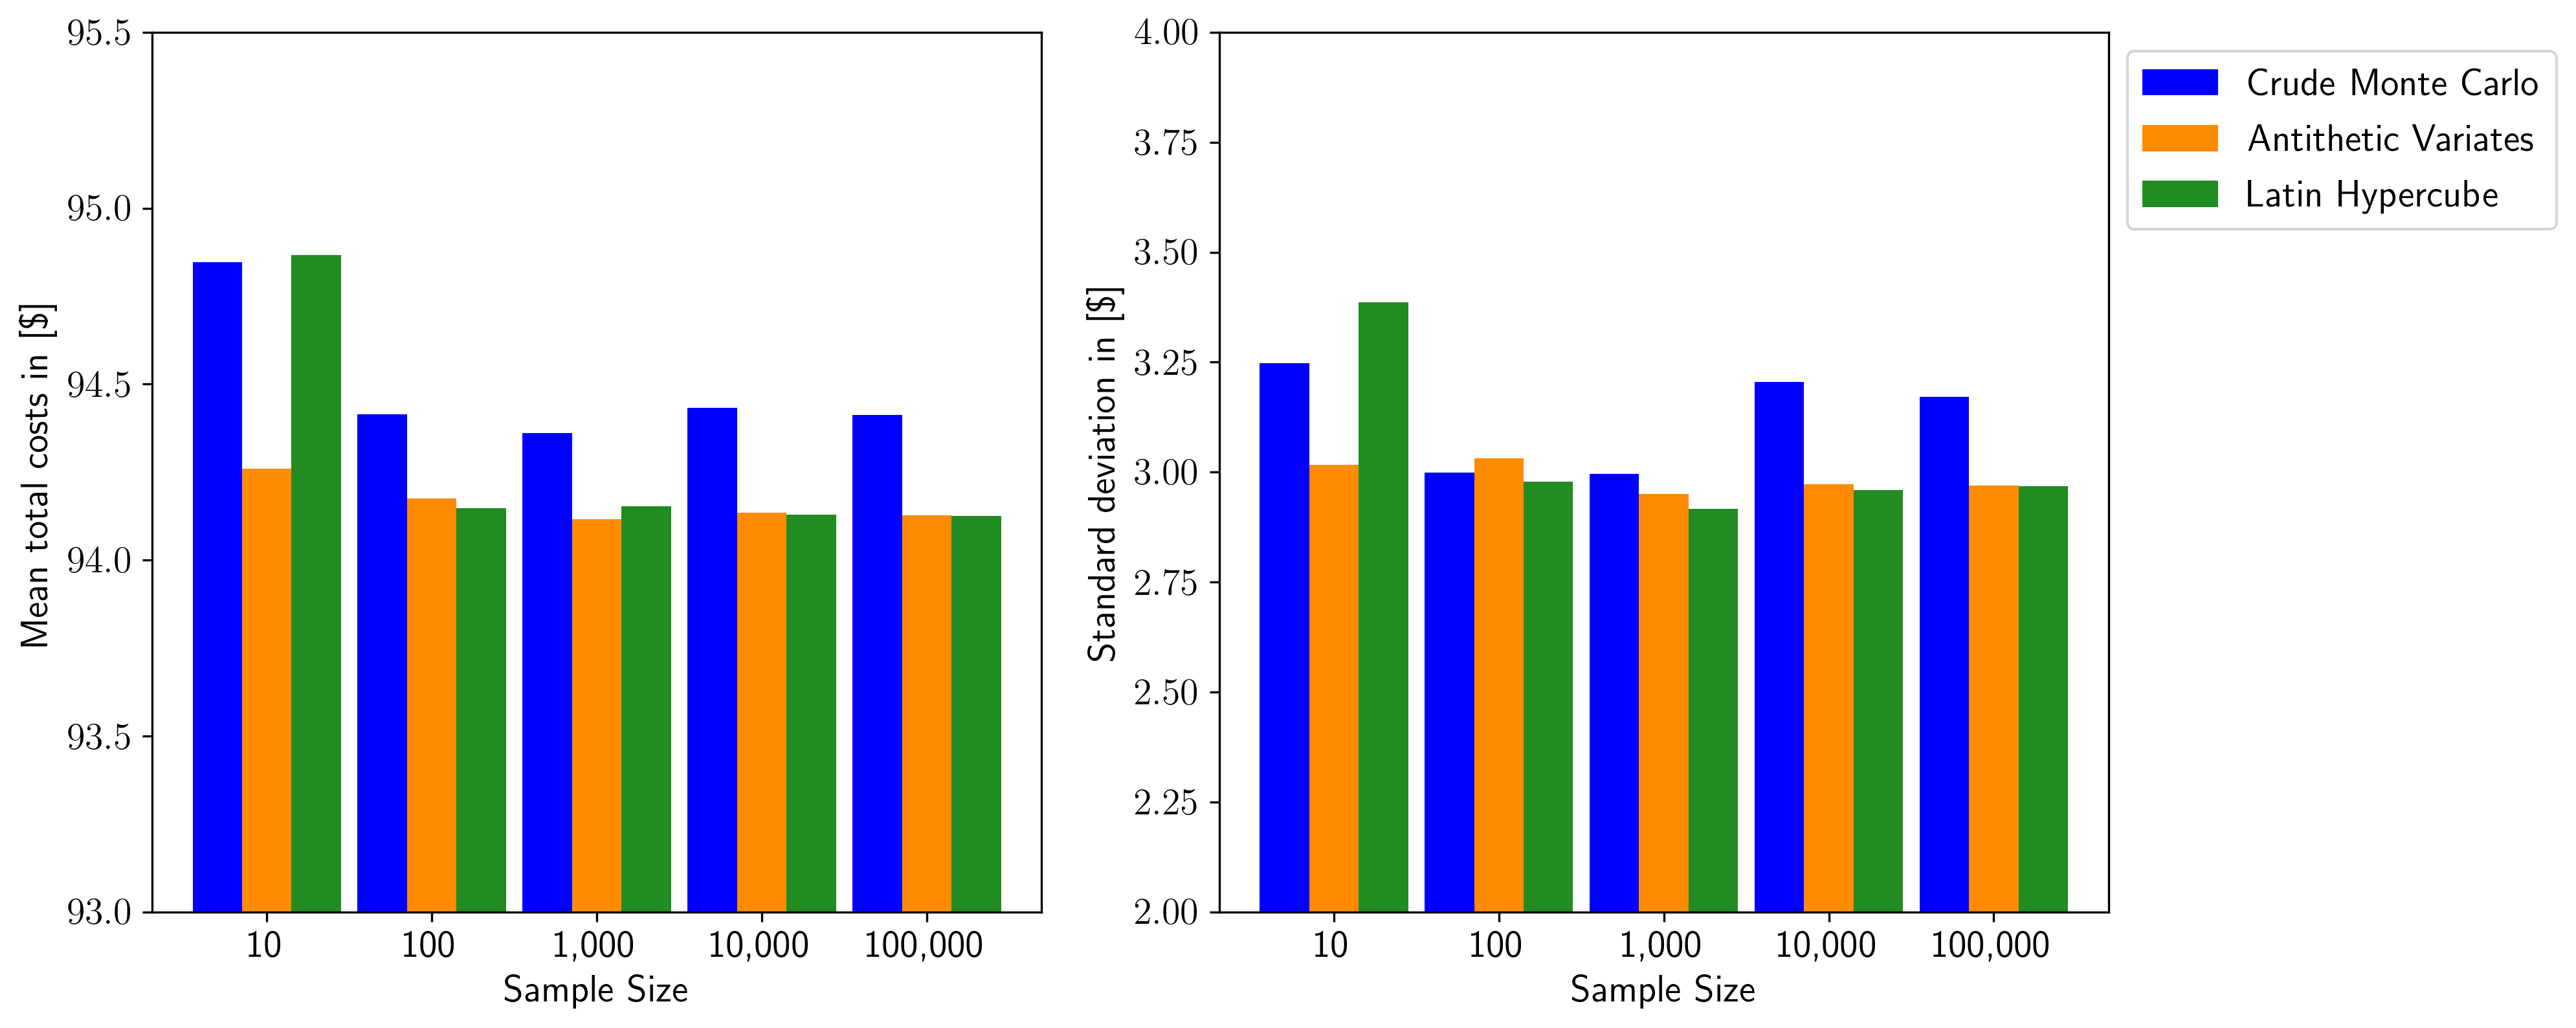 Mean total costs in [$]
95.5
95.0
94.5
94.0
93.5
93.0
10 100 1,000 10,000 100,000
Sample Size
Standard deviation in [$]
4.00
3.75
3.50
3.25
3.00
2.75
2.50
2.25
2.00
10 100 1,000 10,000 100,000
Sample Size
Crude Monte Carlo
Antithetic Variates
Latin Hypercube